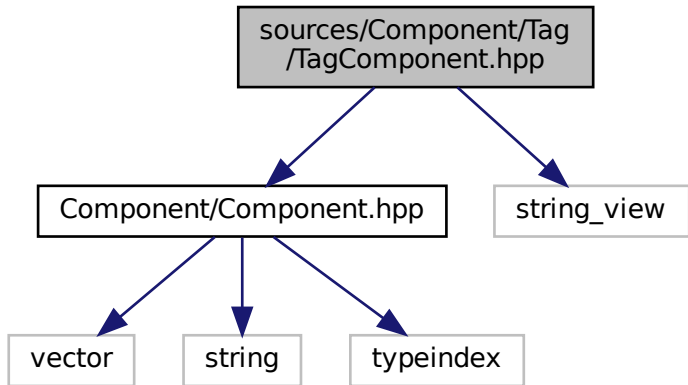 sources/Component/Tag
/TagComponent.hpp
Component/Component.hpp
string_view
vector
string
typeindex